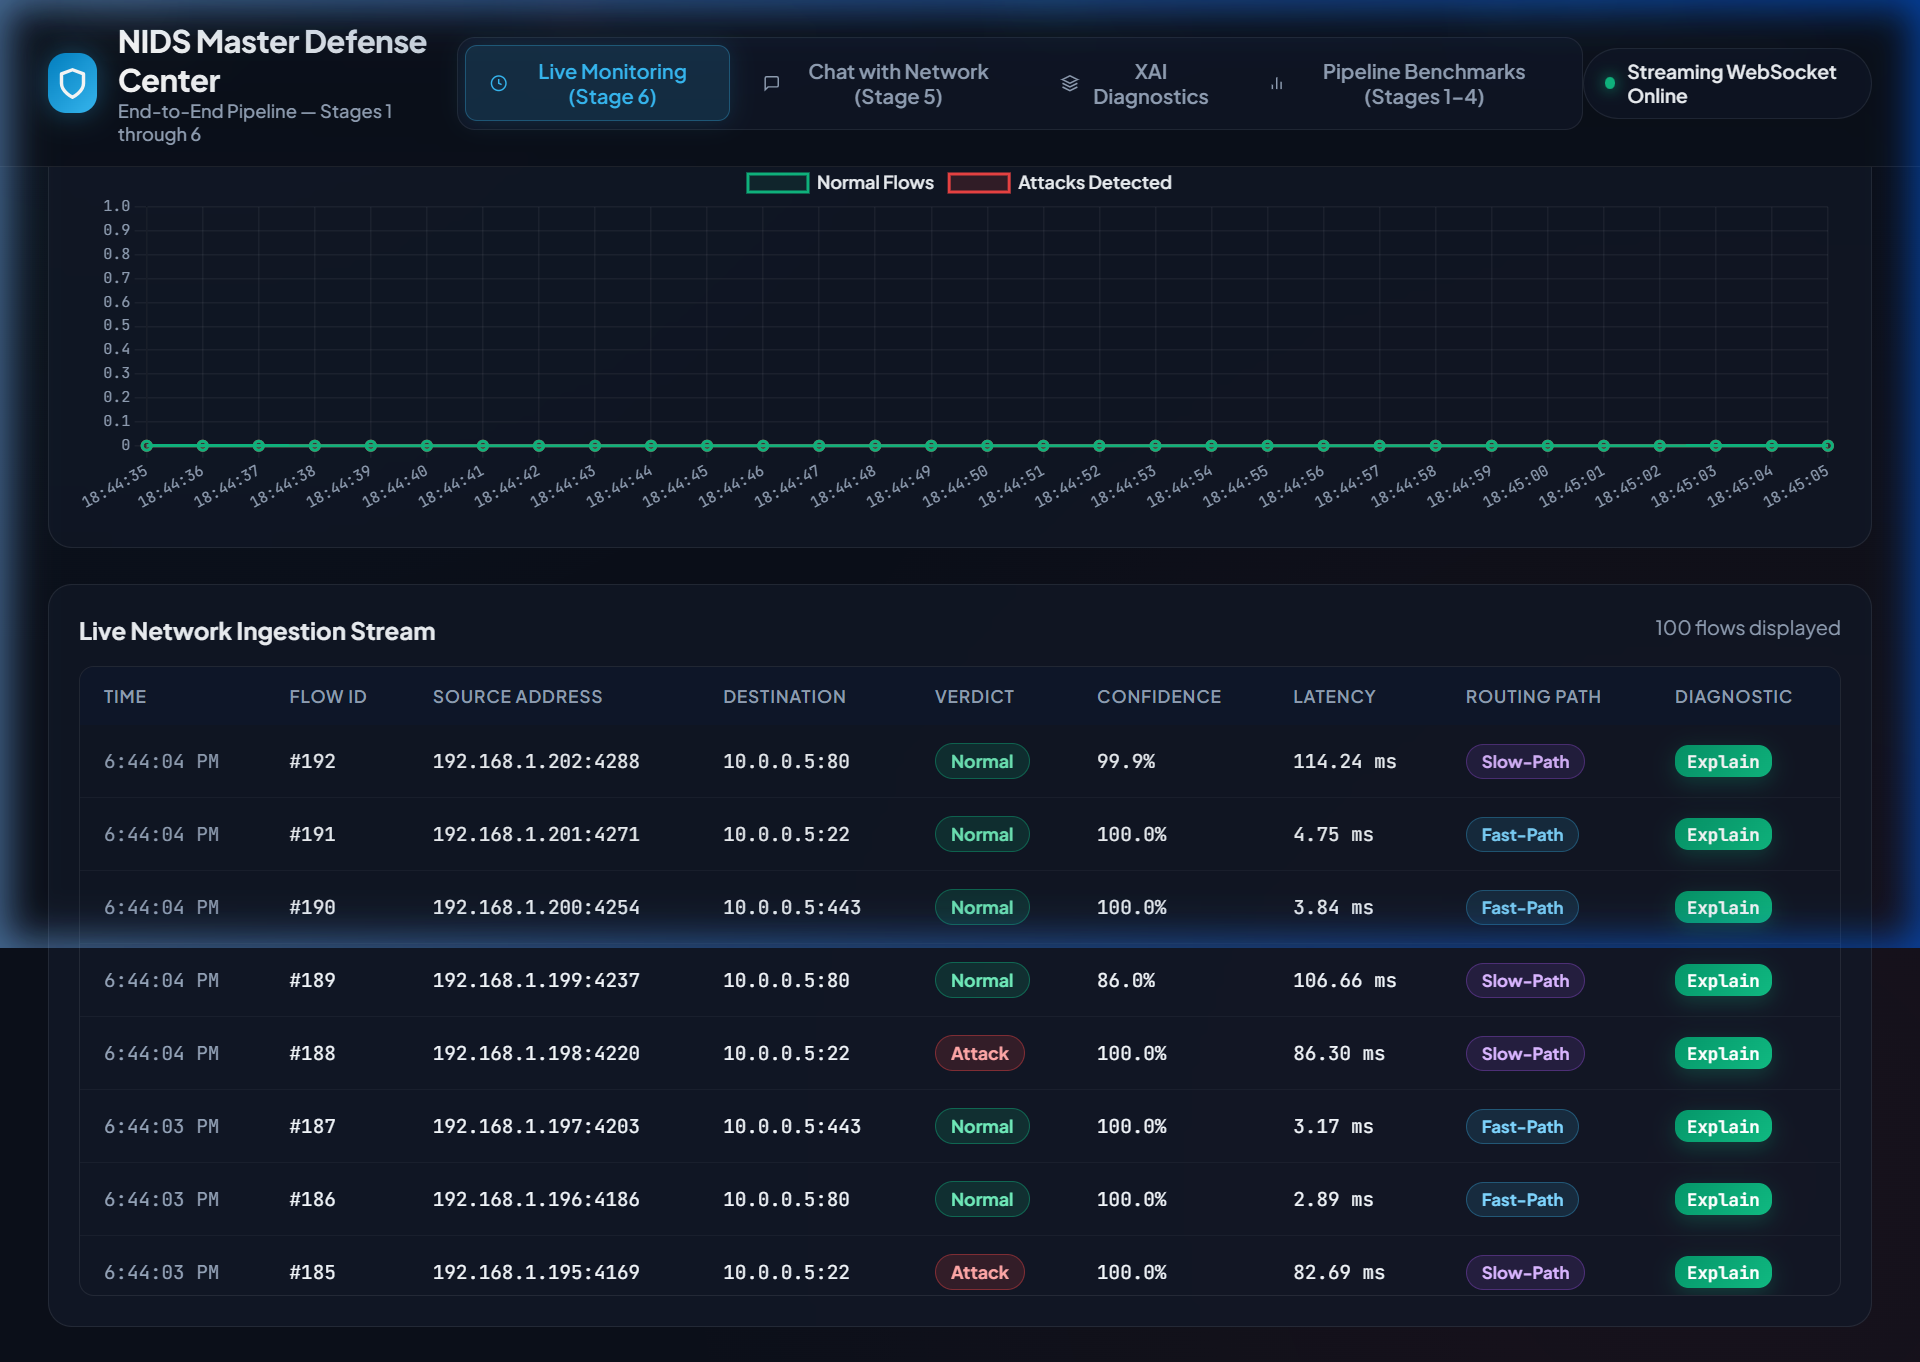 NIDS Master Defense
Center
End-to-End Pipeline — Stages 1
through 6
Live Monitoring
(Stage 6)
Chat with Network
(Stage 5)
XAI
Diagnostics
Pipeline Benchmarks
(Stages 1–4)
Streaming WebSocket
Online
Normal Flows Attacks Detected
1.0
0.9
0.8
0.7
0.6
0.5
0.4
0.3
0.2
0.1
0
18:44:35 18:44:36 18:44:37 18:44:38 18:44:39 18:44:40 18:44:41 18:44:42 18:44:43 18:44:44 18:44:45 18:44:46 18:44:47 18:44:48 18:44:49 18:44:50 18:44:51 18:44:52 18:44:53 18:44:54 18:44:55 18:44:56 18:44:57 18:44:58 18:44:59 18:45:00 18:45:01 18:45:02 18:45:03 18:45:04 18:45:05
Live Network Ingestion Stream 100 flows displayed
TIME FLOW ID SOURCE ADDRESS DESTINATION VERDICT CONFIDENCE LATENCY ROUTING PATH DIAGNOSTIC
6:44:04 PM #192 192.168.1.202:4288 10.0.0.5:80 Normal 99.9% 114.24 ms Slow-Path Explain
6:44:04 PM #191 192.168.1.201:4271 10.0.0.5:22 Normal 100.0% 4.75 ms Fast-Path Explain
6:44:04 PM #190 192.168.1.200:4254 10.0.0.5:443 Normal 100.0% 3.84 ms Fast-Path Explain
6:44:04 PM #189 192.168.1.199:4237 10.0.0.5:80 Normal 86.0% 106.66 ms Slow-Path Explain
6:44:04 PM #188 192.168.1.198:4220 10.0.0.5:22 Attack 100.0% 86.30 ms Slow-Path Explain
6:44:03 PM #187 192.168.1.197:4203 10.0.0.5:443 Normal 100.0% 3.17 ms Fast-Path Explain
6:44:03 PM #186 192.168.1.196:4186 10.0.0.5:80 Normal 100.0% 2.89 ms Fast-Path Explain
6:44:03 PM #185 192.168.1.195:4169 10.0.0.5:22 Attack 100.0% 82.69 ms Slow-Path Explain